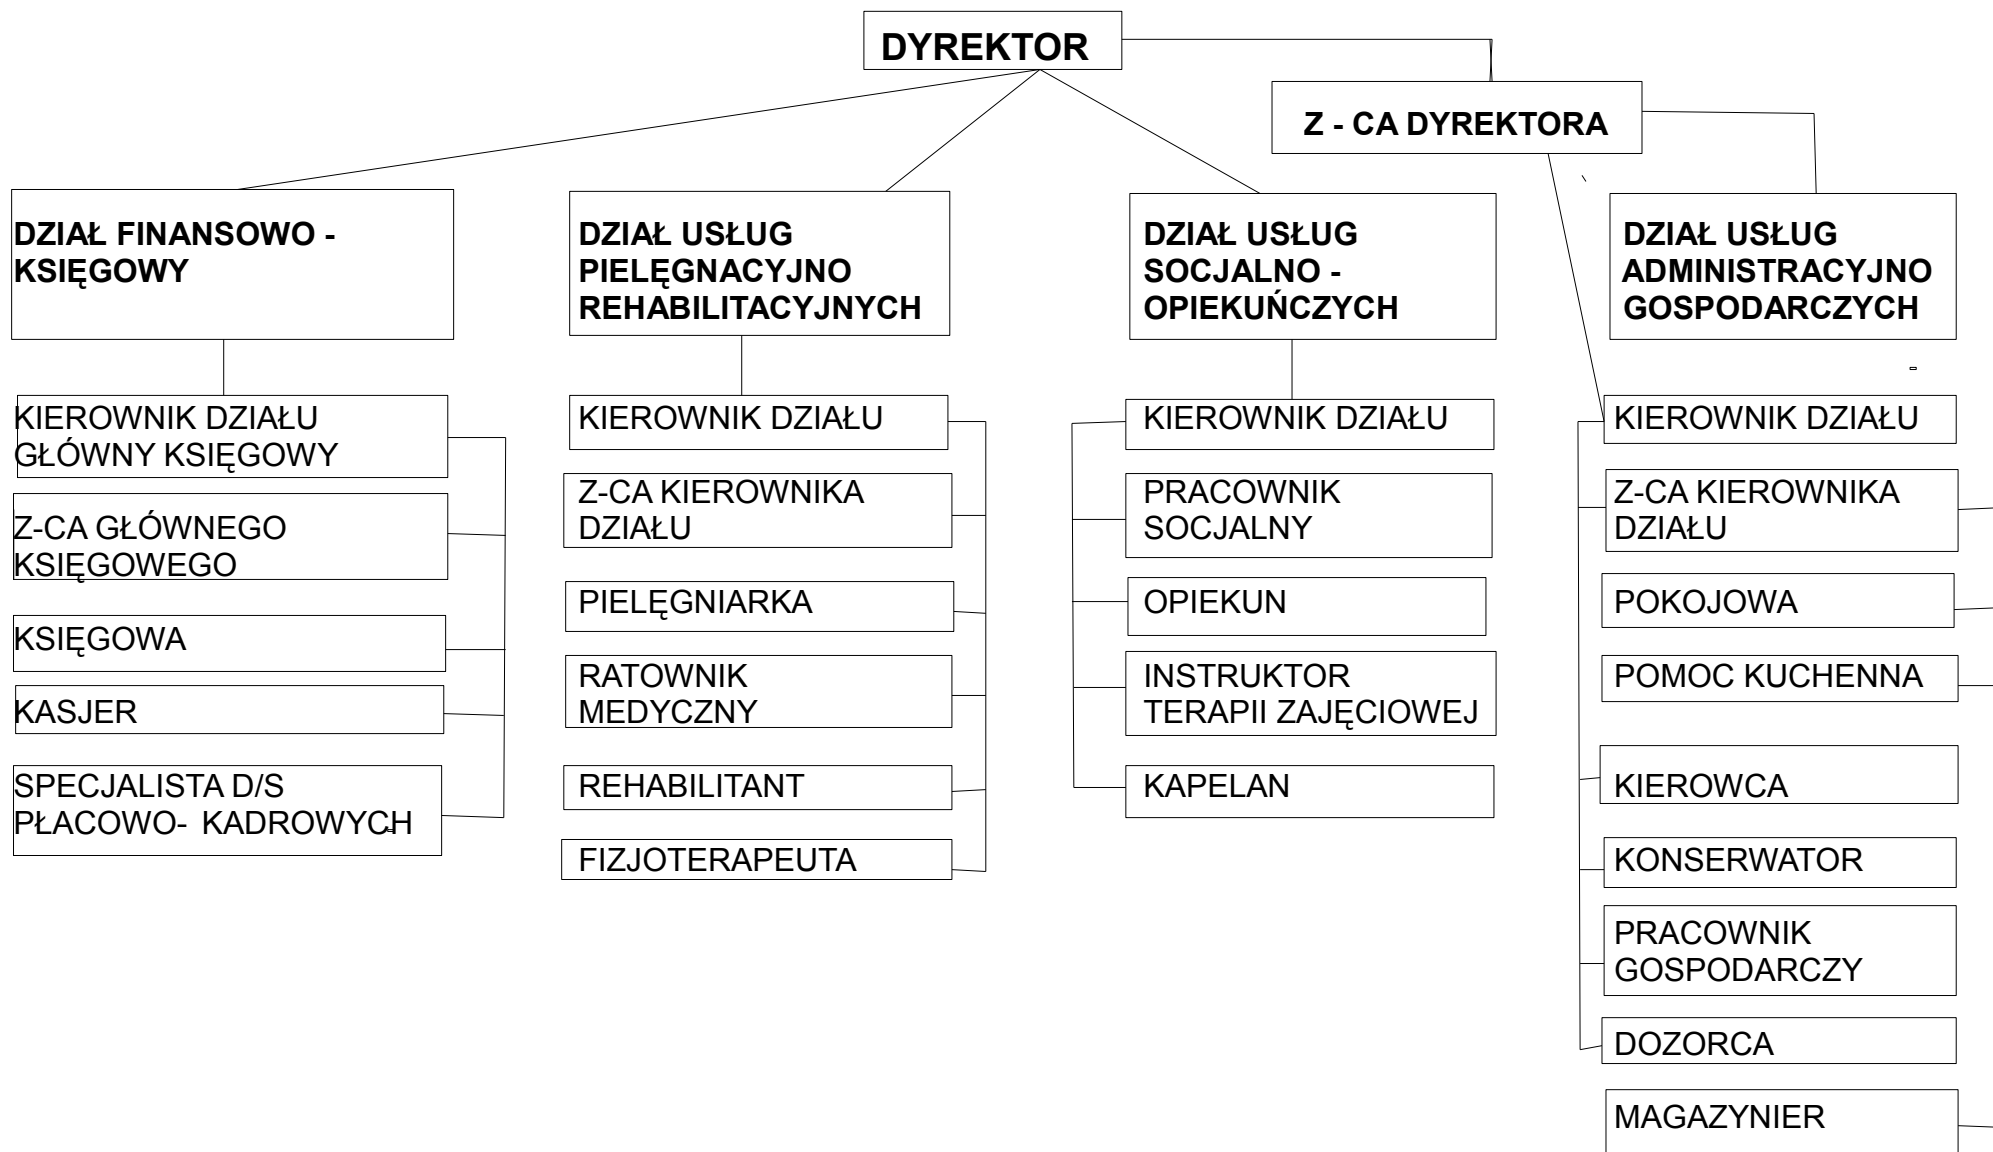 DYREKTOR
Z - CA DYREKTORA
DZIAŁ FINANSOWO -
KSIĘGOWY
DZIAŁ USŁUG
PIELĘGNACYJNO
REHABILITACYJNYCH
DZIAŁ USŁUG
SOCJALNO -
OPIEKUŃCZYCH
DZIAŁ USŁUG
ADMINISTRACYJNO
GOSPODARCZYCH
KIEROWNIK DZIAŁU
GŁÓWNY KSIĘGOWY
Z-CA GŁÓWNEGO
KSIĘGOWEGO
KSIĘGOWA
KASJER
SPECJALISTA D/S
PŁACOWO- KADROWYCH
KIEROWNIK DZIAŁU
Z-CA KIEROWNIKA
DZIAŁU
PIELĘGNIARKA
RATOWNIK
MEDYCZNY
REHABILITANT
FIZJOTERAPEUTA
KIEROWNIK DZIAŁU
PRACOWNIK
SOCJALNY
OPIEKUN
INSTRUKTOR
TERAPII ZAJĘCIOWEJ
KAPELAN
KIEROWNIK DZIAŁU
Z-CA KIEROWNIKA
DZIAŁU
POKOJOWA
POMOC KUCHENNA
KIEROWCA
KONSERWATOR
PRACOWNIK
GOSPODARCZY
DOZORCA
MAGAZYNIER